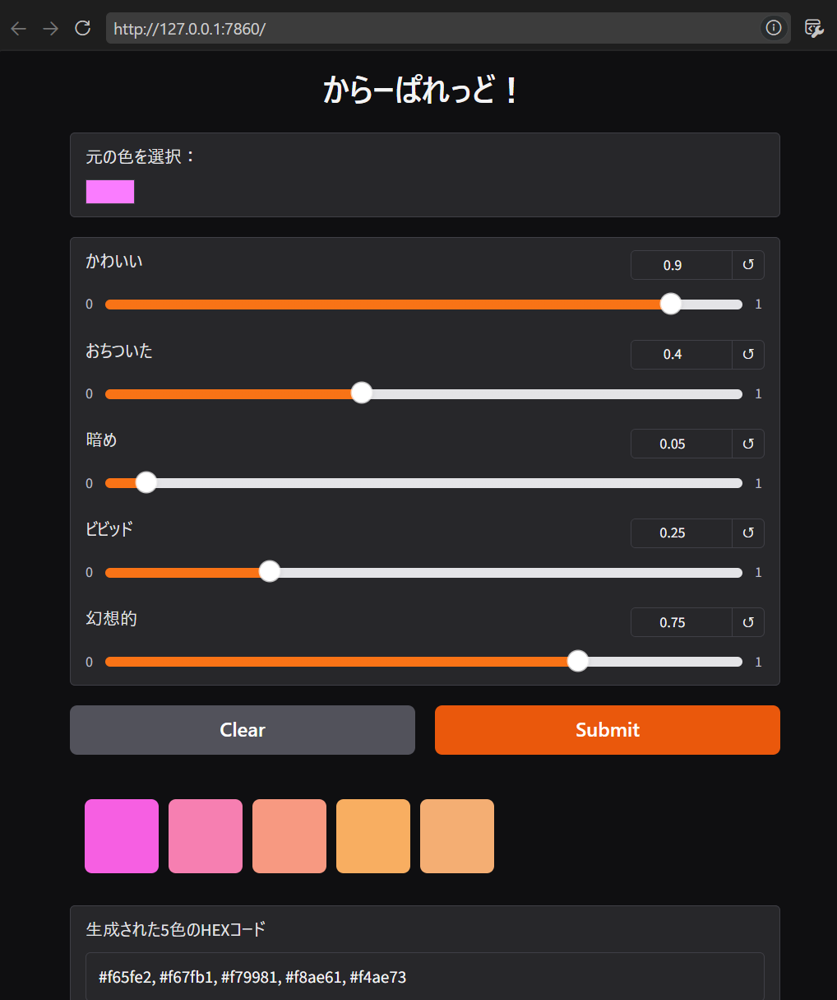 http://127.0.0.1:7860/
からーぱれっど！
元の色を選択：
かわいい
0.9
0
1
おちついた
0.4
0
1
暗め
0.05
0
1
ビビッド
0.25
0
1
幻想的
0.75
0
1
Clear
Submit
生成された5色のHEXコード
#f65fe2, #f67fb1, #f79981, #f8ae61, #f4ae73